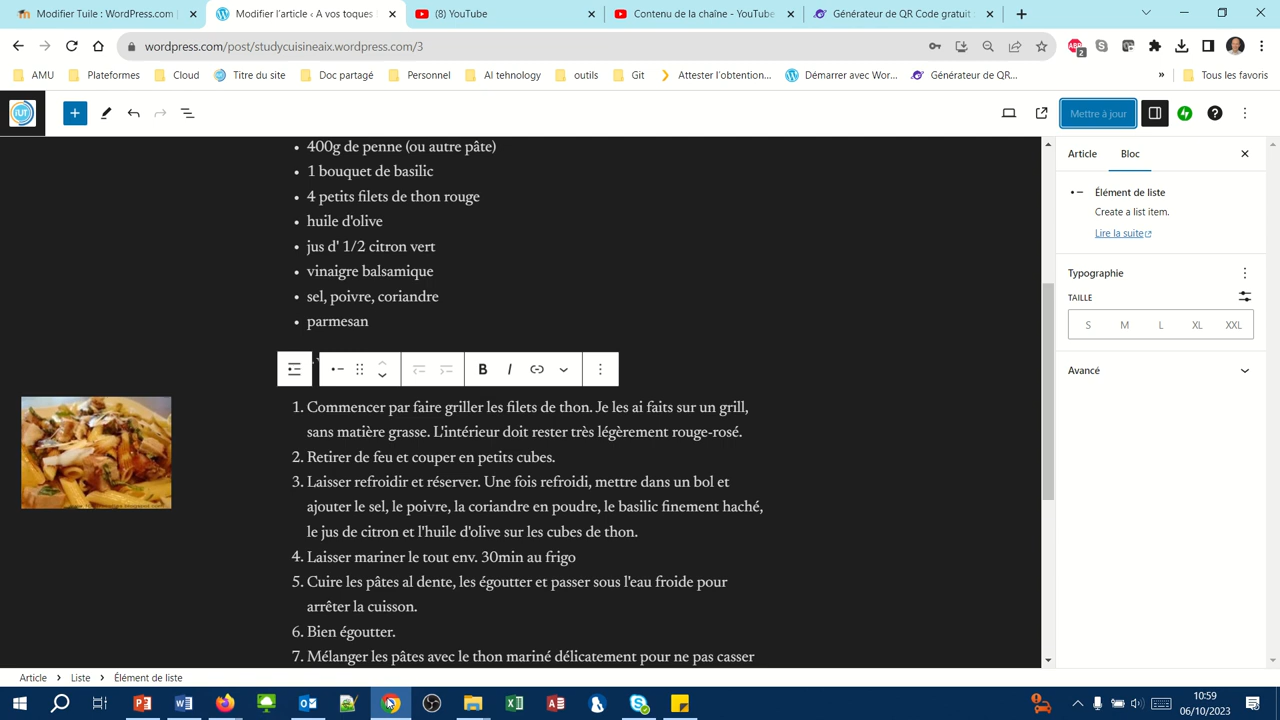 Modifier Tuile : Termes.com
Modifier l'article ‹ A vos toques
(8) YouTube
Contenu de la chaîne - YouTube
Générateur de QR Code gratuit
wordpress.com/post/studycuisineaix.wordpress.com/3
ABP
2
AMU
Plateformes
Cloud
Titre du site
Doc partagé
Personnel
AI tehnology
outils
Git
Attester l'obtention...
Démarrer avec Wor...
Générateur de QR...
»
Tous les favoris
iut
Mettre à jour
• 400g de penne (ou autre pâte)
• 1 bouquet de basilic
• 4 petits filets de thon rouge
• huile d'olive
• jus d' 1/2 citron vert
• vinaigre balsamique
• sel, poivre, coriandre
• parmesan
B I
1. Commencer par faire griller les filets de thon. Je les ai faits sur un grill,
sans matière grasse. L'intérieur doit rester très légèrement rouge-rosé.
2. Retirer de feu et couper en petits cubes.
3. Laisser refroidir et réserver. Une fois refroidi, mettre dans un bol et
ajouter le sel, le poivre, la coriandre en poudre, le basilic finement haché,
le jus de citron et l'huile d'olive sur les cubes de thon.
4. Laisser mariner le tout env. 30min au frigo
5. Cuire les pâtes al dente, les égoutter et passer sous l'eau froide pour
arrêter la cuisson.
6. Bien égoutter.
7. Mélanger les pâtes avec le thon mariné délicatement pour ne pas casser
Article
Bloc
Élément de liste
Create a list item.
Lire la suite
Typographie
TAILLE
S M L XL XXL
Avancé
Article > Liste > Élément de liste
10:59
06/10/2023